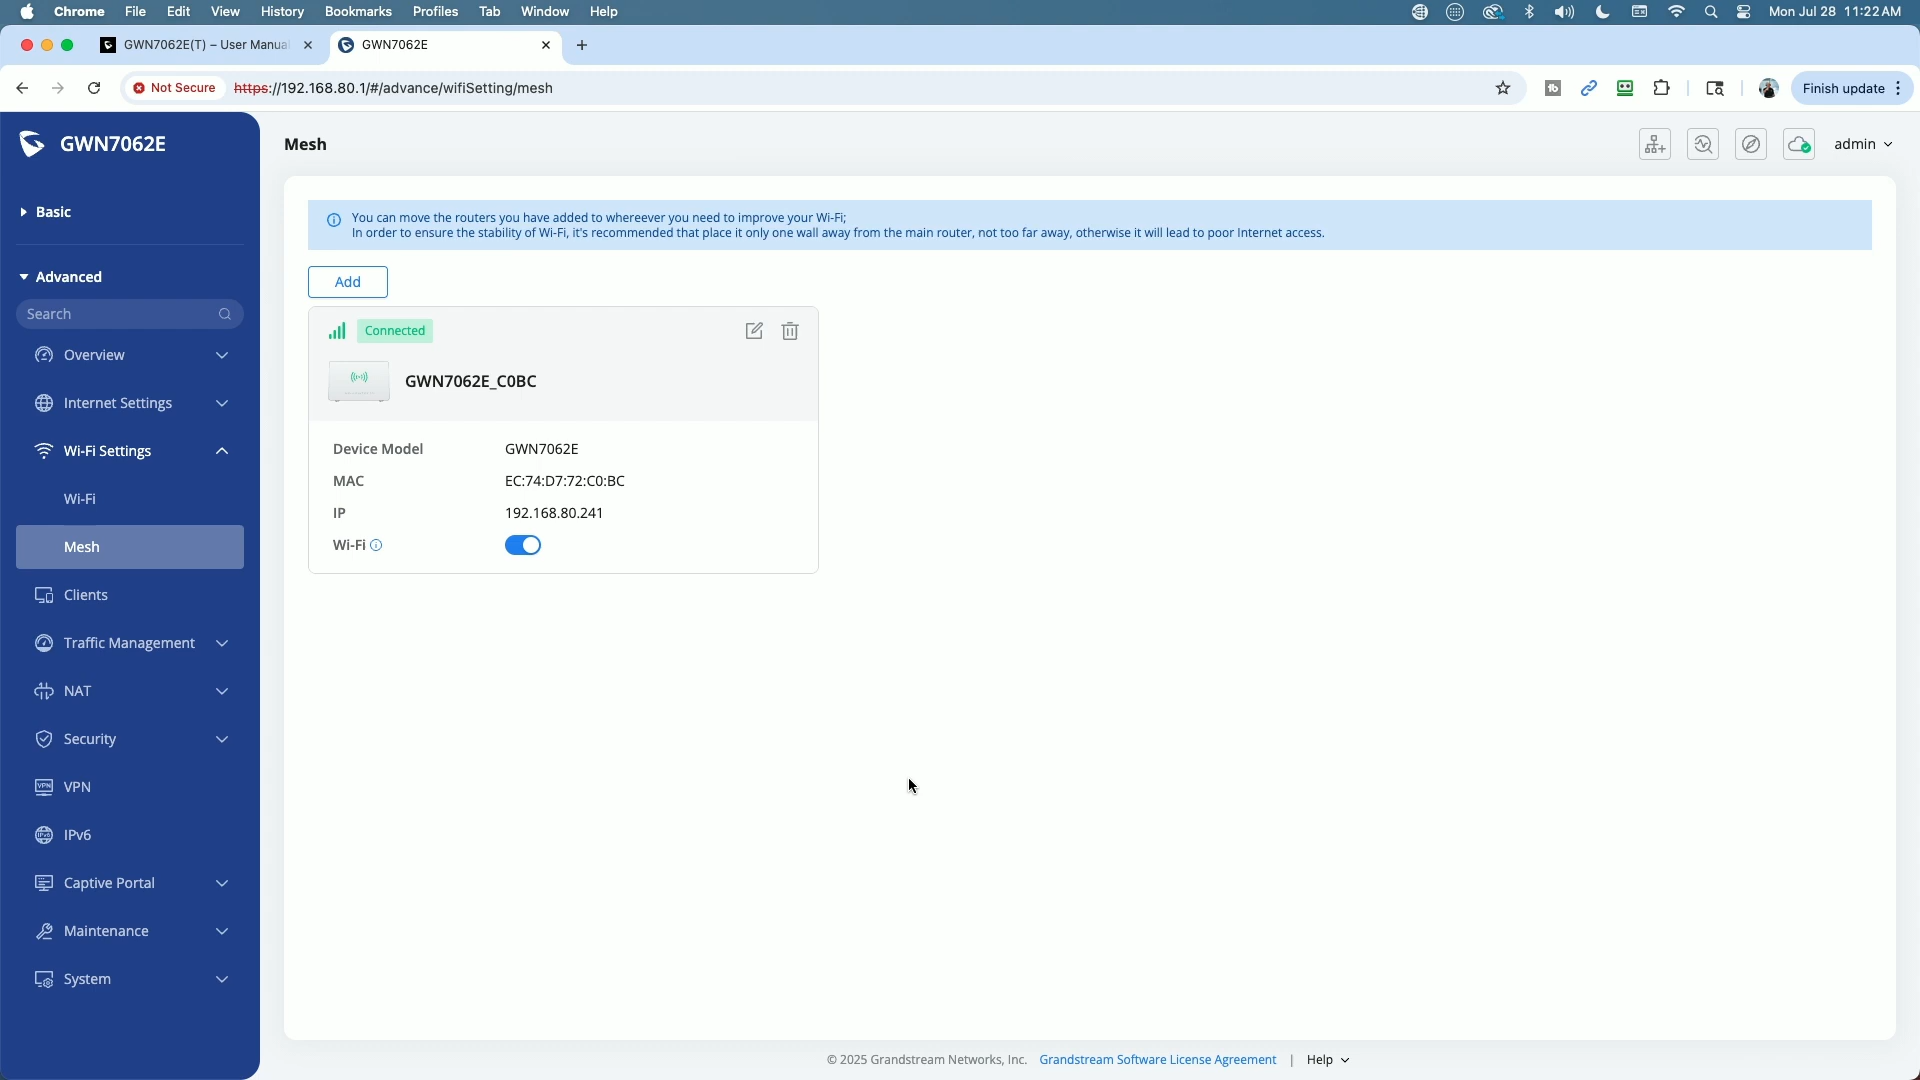 Chrome File Edit View History Bookmarks Profiles Tab Window Help Mon Jul 28 11:22 AM
GWN7062E(T) – User Manua
GWN7062E
Not Secure https://192.168.80.1/#/advance/wifiSetting/mesh Finish update
GWN7062E
Mesh
admin
Basic
Advanced
Search
Overview
Internet Settings
Wi-Fi Settings
Wi-Fi
Mesh
Clients
Traffic Management
NAT
Security
VPN
IPv6
Captive Portal
Maintenance
System
You can move the routers you have added to whereever you need to improve your Wi-Fi;
In order to ensure the stability of Wi-Fi, it's recommended that place it only one wall away from the main router, not too far away, otherwise it will lead to poor Internet access.
Add
Connected
GWN7062E_C0BC
Device Model GWN7062E
MAC EC:74:D7:72:C0:BC
IP 192.168.80.241
Wi-Fi
© 2025 Grandstream Networks, Inc. Grandstream Software License Agreement | Help